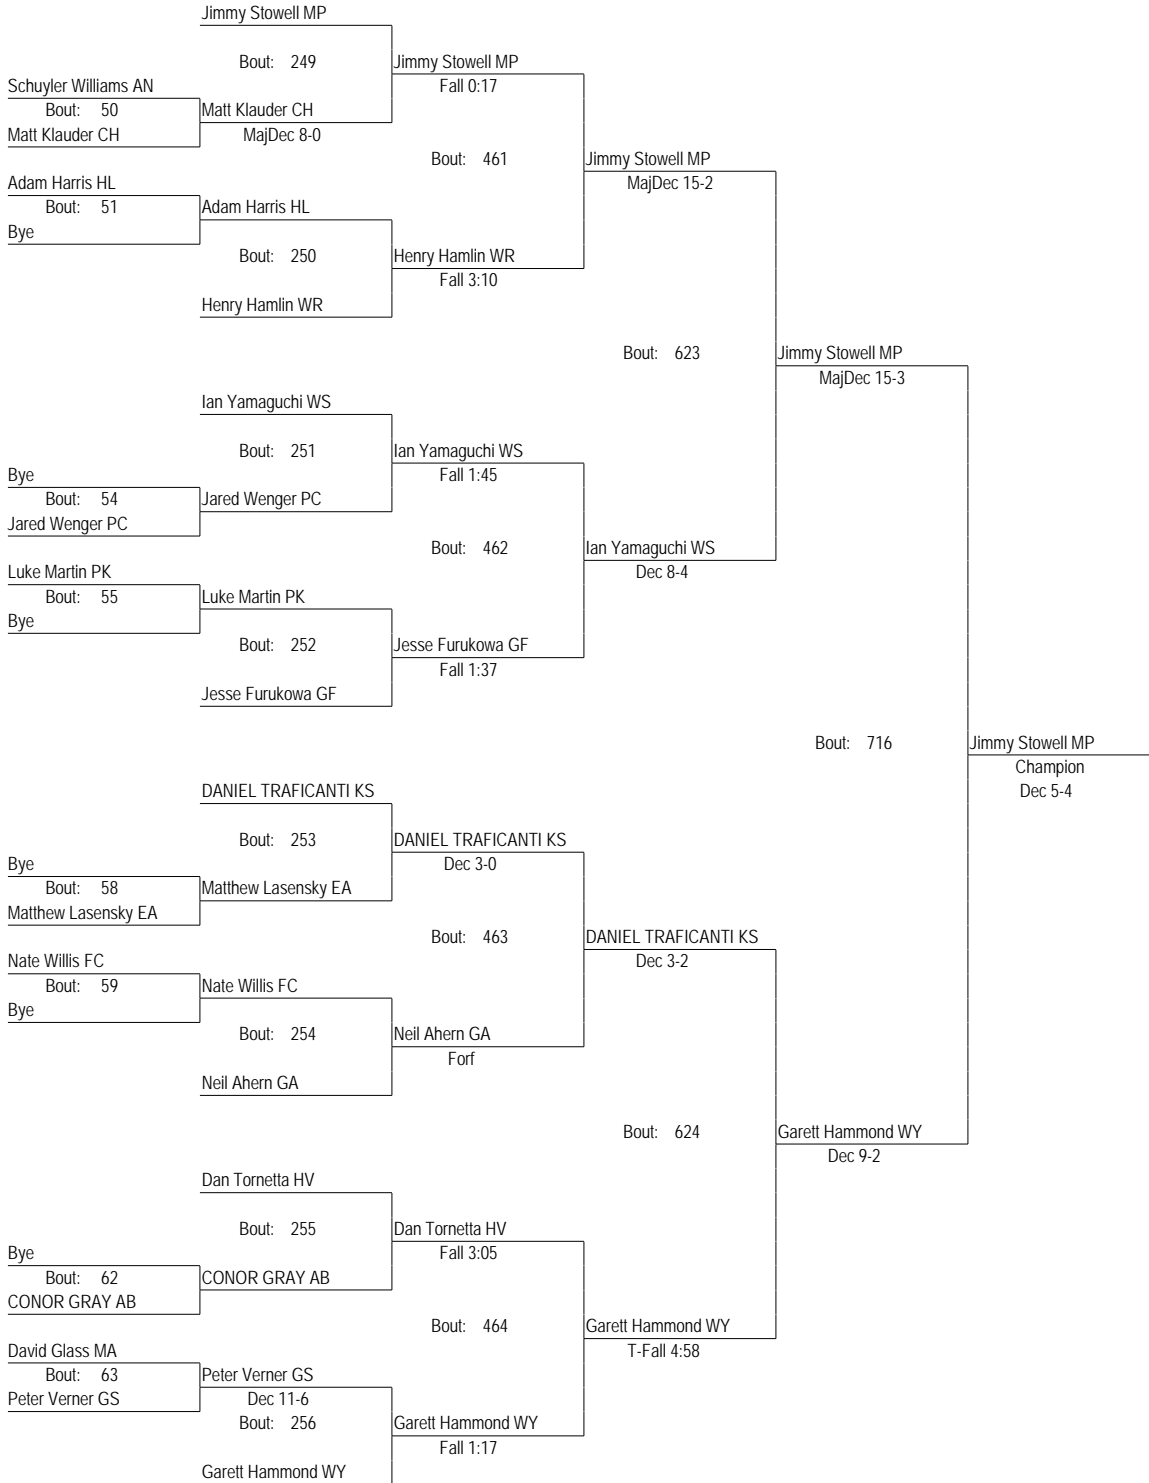 Jimmy Stowell MP
Bout: 249
Jimmy Stowell MP
Fall 0:17
Schuyler Williams AN
Bout: 50
Matt Klauder CH
Matt Klauder CH
MajDec 8-0
Bout: 461
Jimmy Stowell MP
MajDec 15-2
Adam Harris HL
Bout: 51
Bye
Adam Harris HL
Bout: 250
Henry Hamlin WR
Fall 3:10
Henry Hamlin WR
Bout: 623
Jimmy Stowell MP
MajDec 15-3
Ian Yamaguchi WS
Bout: 251
Ian Yamaguchi WS
Fall 1:45
Bye
Bout: 54
Jared Wenger PC
Jared Wenger PC
Bout: 462
Ian Yamaguchi WS
Dec 8-4
Luke Martin PK
Bout: 55
Bye
Luke Martin PK
Bout: 252
Jesse Furukowa GF
Fall 1:37
Jesse Furukowa GF
Bout: 716
Jimmy Stowell MP
Champion
Dec 5-4
DANIEL TRAFICANTI KS
Bout: 253
DANIEL TRAFICANTI KS
Dec 3-0
Bye
Bout: 58
Matthew Lasensky EA
Matthew Lasensky EA
Bout: 463
DANIEL TRAFICANTI KS
Dec 3-2
Nate Willis FC
Bout: 59
Bye
Nate Willis FC
Bout: 254
Neil Ahern GA
Forf
Neil Ahern GA
Bout: 624
Garett Hammond WY
Dec 9-2
Dan Tornetta HV
Bout: 255
Dan Tornetta HV
Fall 3:05
Bye
Bout: 62
CONOR GRAY AB
CONOR GRAY AB
Bout: 464
Garett Hammond WY
T-Fall 4:58
David Glass MA
Bout: 63
Peter Verner GS
Peter Verner GS
Dec 11-6
Bout: 256
Garett Hammond WY
Fall 1:17
Garett Hammond WY